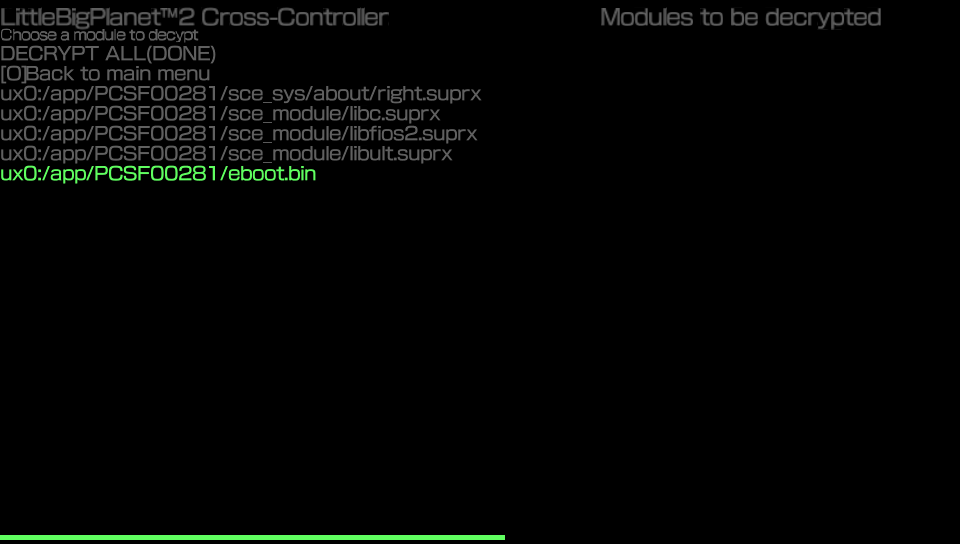 LittleBigPlanet™2 Cross-Controller
Modules to be decrypted
Choose a module to decypt
DECRYPT ALL(DONE)
[O]Back to main menu
ux0:/app/PCSF00281/sce_sys/about/right.suprx
ux0:/app/PCSF00281/sce_module/libc.suprx
ux0:/app/PCSF00281/sce_module/libfios2.suprx
ux0:/app/PCSF00281/sce_module/libult.suprx
ux0:/app/PCSF00281/eboot.bin